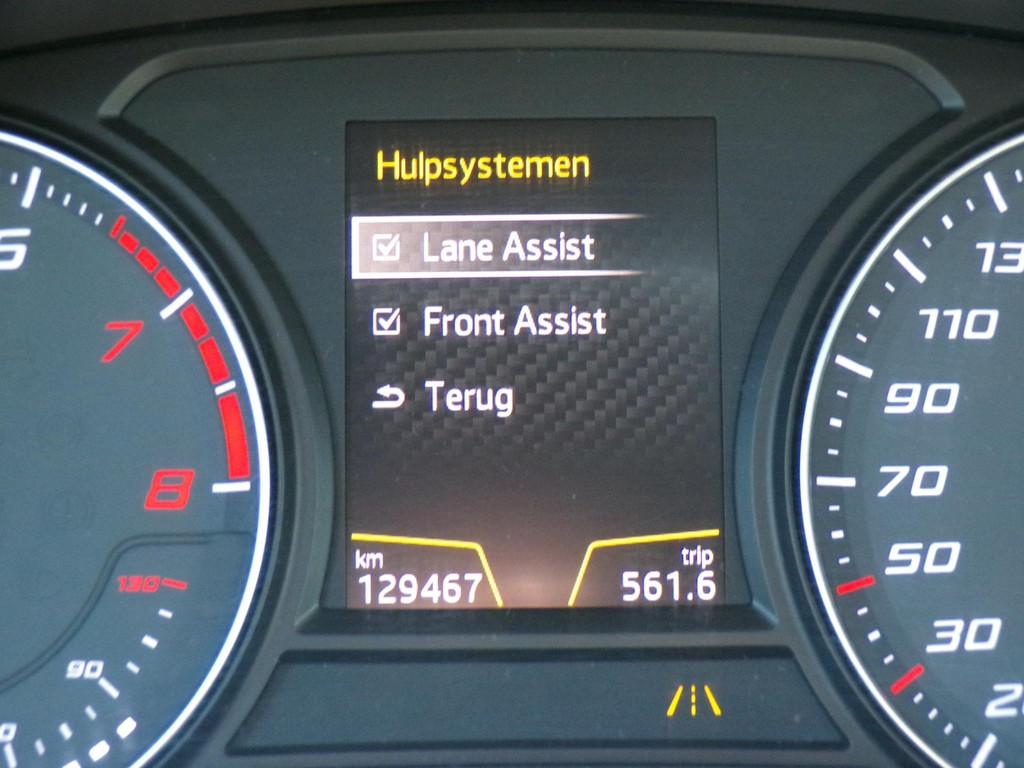 Hulpsystemen
Lane Assist
Front Assist
Terug
km
129467
trip
561.6
7
8
130
90
110
90
70
50
30